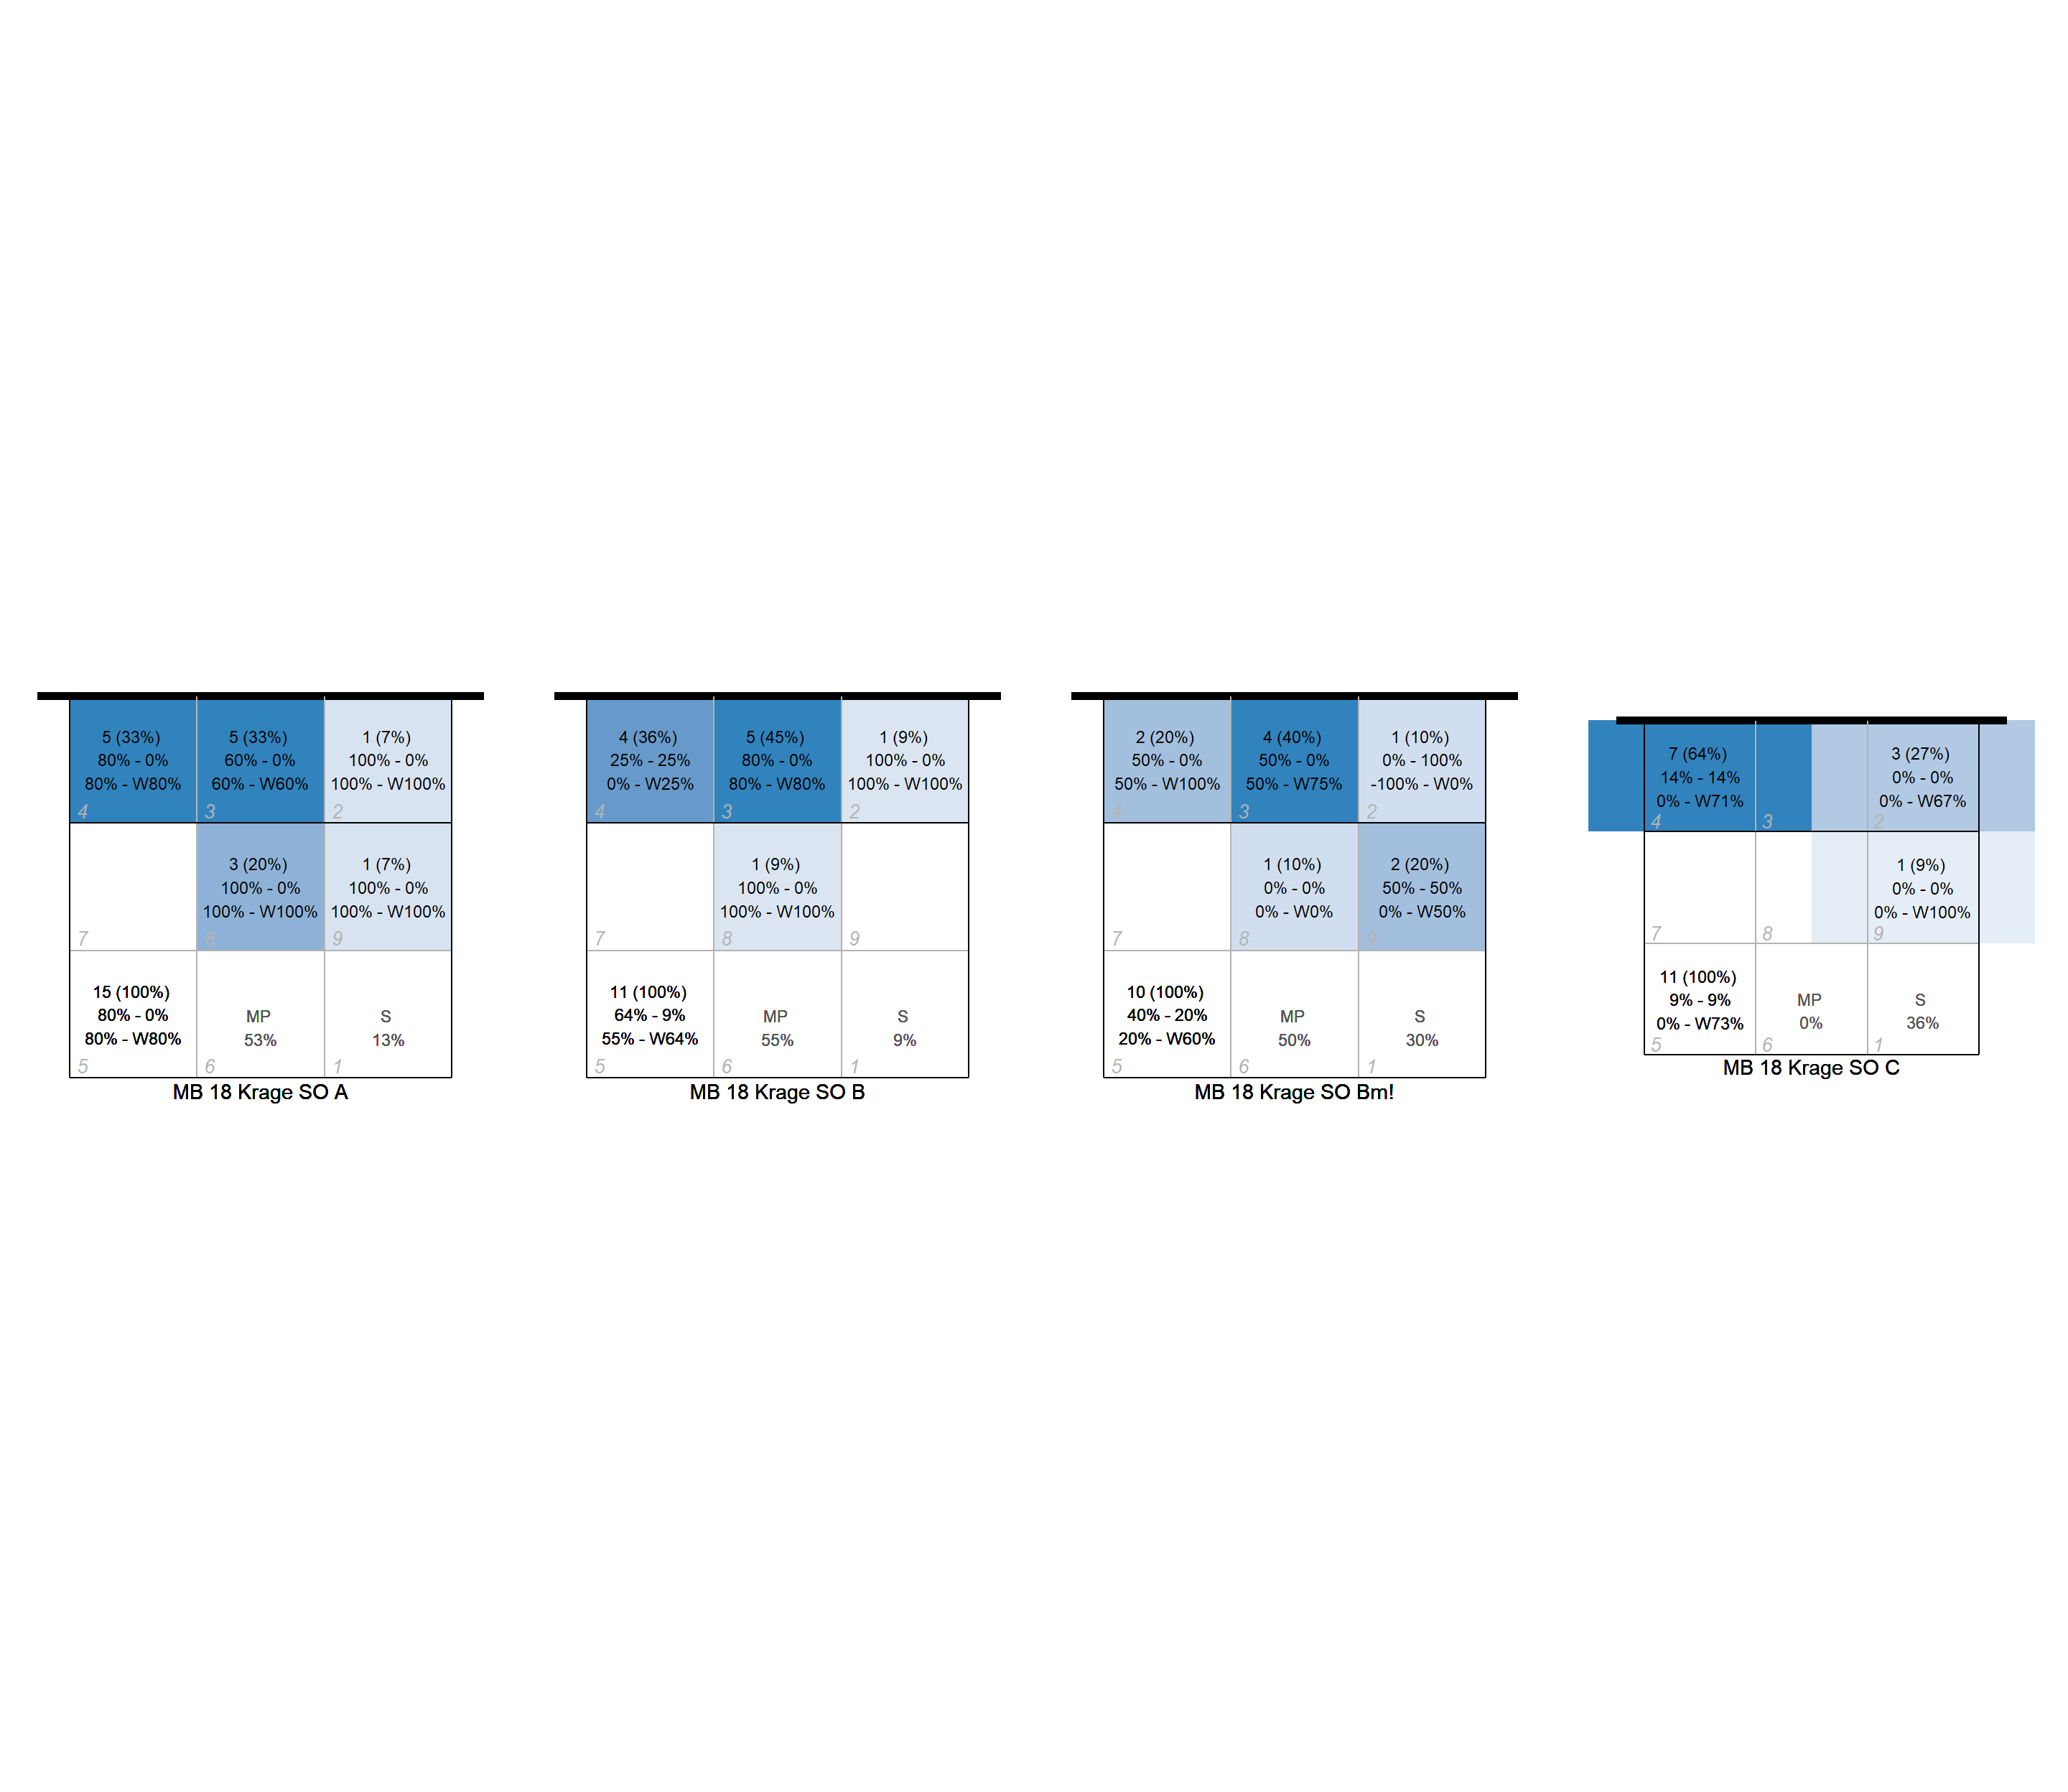 5 (33%)
80% - 0%
80% - W80%
4
5 (33%)
60% - 0%
60% - W60%
3
1 (7%)
100% - 0%
100% - W100%
2
7
3 (20%)
100% - 0%
100% - W100%
8
1 (7%)
100% - 0%
100% - W100%
9
15 (100%)
80% - 0%
80% - W80%
5
MP
53%
6
S
13%
MB 18 Krage SO A
4 (36%)
25% - 25%
0% - W25%
4
5 (45%)
80% - 0%
80% - W80%
3
1 (9%)
100% - 0%
100% - W100%
2
7
1 (9%)
100% - 0%
100% - W100%
8
9
11 (100%)
64% - 9%
55% - W64%
5
MP
55%
6
S
9%
1
MB 18 Krage SO B
2 (20%)
50% - 0%
50% - W100%
4
4 (40%)
50% - 0%
50% - W75%
3
1 (10%)
0% - 100%
-100% - W0%
2
7
1 (10%)
0% - 0%
0% - W0%
8
2 (20%)
50% - 50%
0% - W50%
9
10 (100%)
40% - 20%
20% - W60%
5
MP
50%
6
S
30%
1
MB 18 Krage SO Bm!
7 (64%)
14% - 14%
0% - W71%
4
3
3 (27%)
0% - 0%
0% - W67%
2
7
8
1 (9%)
0% - 0%
0% - W100%
9
11 (100%)
9% - 9%
0% - W73%
5
MP
0%
6
S
36%
1
MB 18 Krage SO C